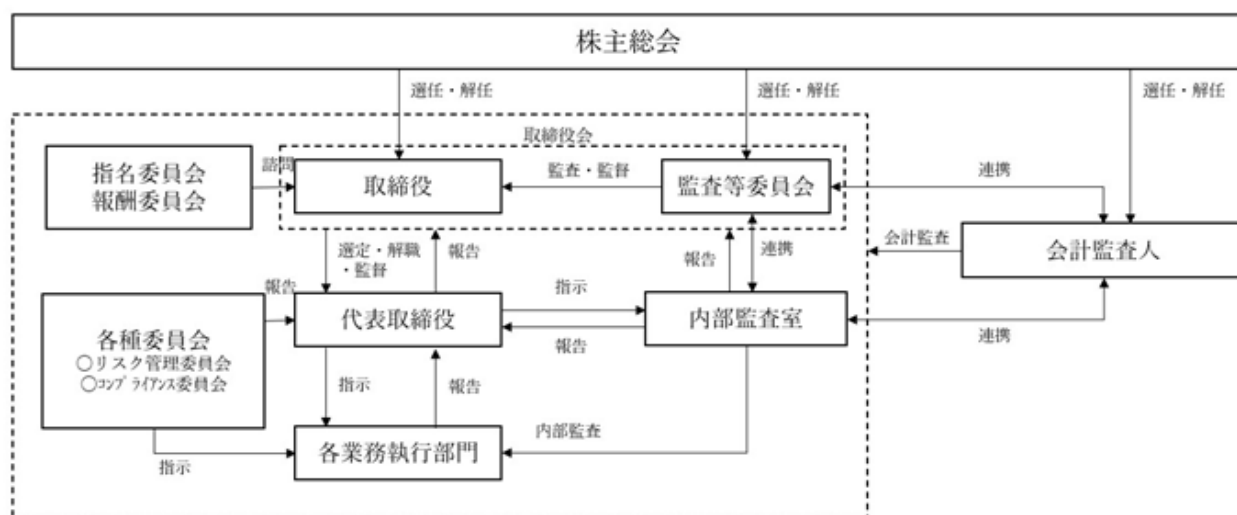 株主総会
選任・解任
選任・解任
選任・解任
取締役会
指名委員会
報酬委員会
諮問
取締役
監査・監督
監査等委員会
連携
会計監査
会計監査人
選定・解職
・監督
報告
報告
連携
報告
各種委員会
○リスク管理委員会
○コンプライアンス委員会
代表取締役
指示
報告
内部監査室
連携
指示
報告
内部監査
各業務執行部門
指示